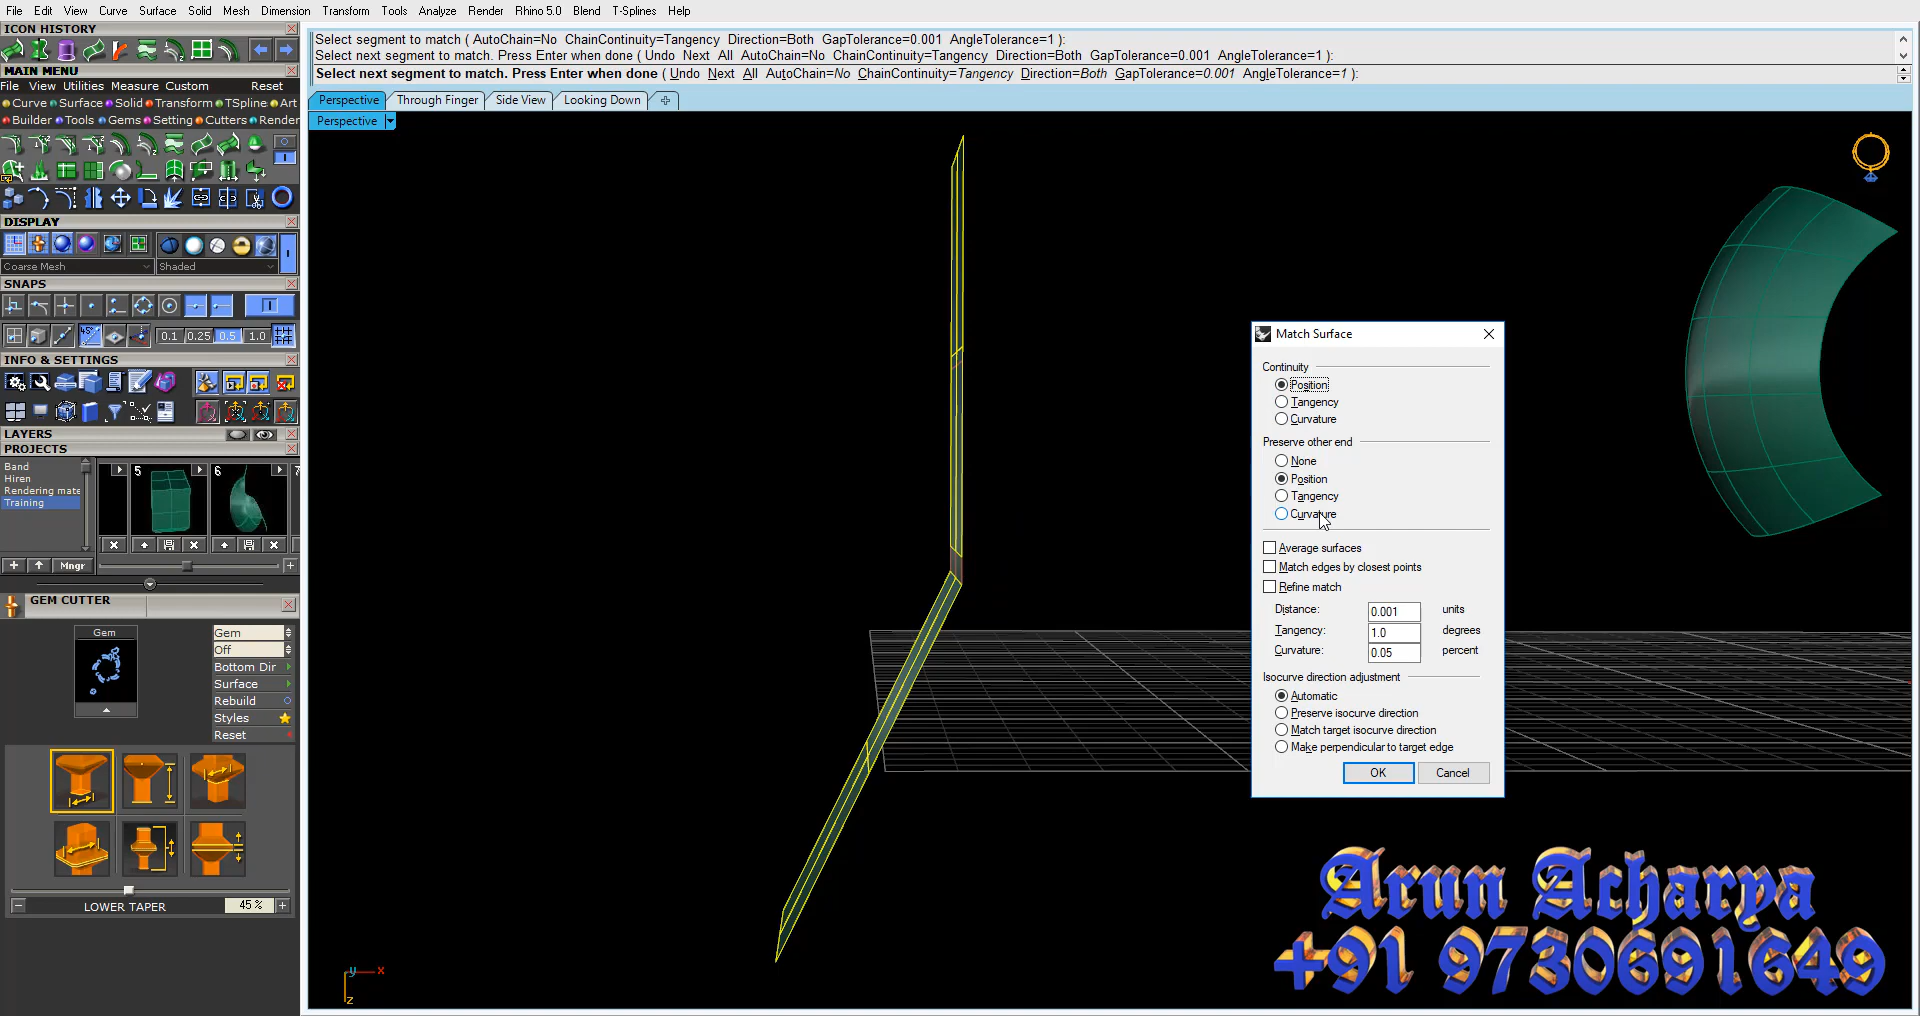 File Edit View Curve Surface Solid Mesh Dimension Transform Tools Analyze Render Rhino 5.0 Blend T-Splines Help
ICON HISTORY
MAIN MENU
File View Utilities Measure Custom Reset
Curve Surface Solid Transform TSpline Art
Builder Tools Gems Setting Cutters Render
DISPLAY
Coarse Mesh Shaded
SNAPS
45°
0.1 0.25 0.5 1.0
INFO & SETTINGS
LAYERS
PROJECTS
Band
Hiren
Rendering mate
Training
5 6
Mngr
GEM CUTTER
Gem
Gem
Off
Bottom Dir
Surface
Rebuild
Styles
Reset
LOWER TAPER 45 %
Select segment to match ( AutoChain=No ChainContinuity=Tangency Direction=Both GapTolerance=0.001 AngleTolerance=1 ):
Select next segment to match. Press Enter when done ( Undo Next All AutoChain=No ChainContinuity=Tangency Direction=Both GapTolerance=0.001 AngleTolerance=1 ):
Select next segment to match. Press Enter when done ( Undo Next All AutoChain=No ChainContinuity=Tangency Direction=Both GapTolerance=0.001 AngleTolerance=1 ):
Perspective Through Finger Side View Looking Down
Perspective
y x
z
Match Surface
Continuity
Position
Tangency
Curvature
Preserve other end
None
Position
Tangency
Curvature
Average surfaces
Match edges by closest points
Refine match
Distance: 0.001 units
Tangency: 1.0 degrees
Curvature: 0.05 percent
Isocurve direction adjustment
Automatic
Preserve isocurve direction
Match target isocurve direction
Make perpendicular to target edge
OK Cancel
Arun Acharya
+91 9730691649